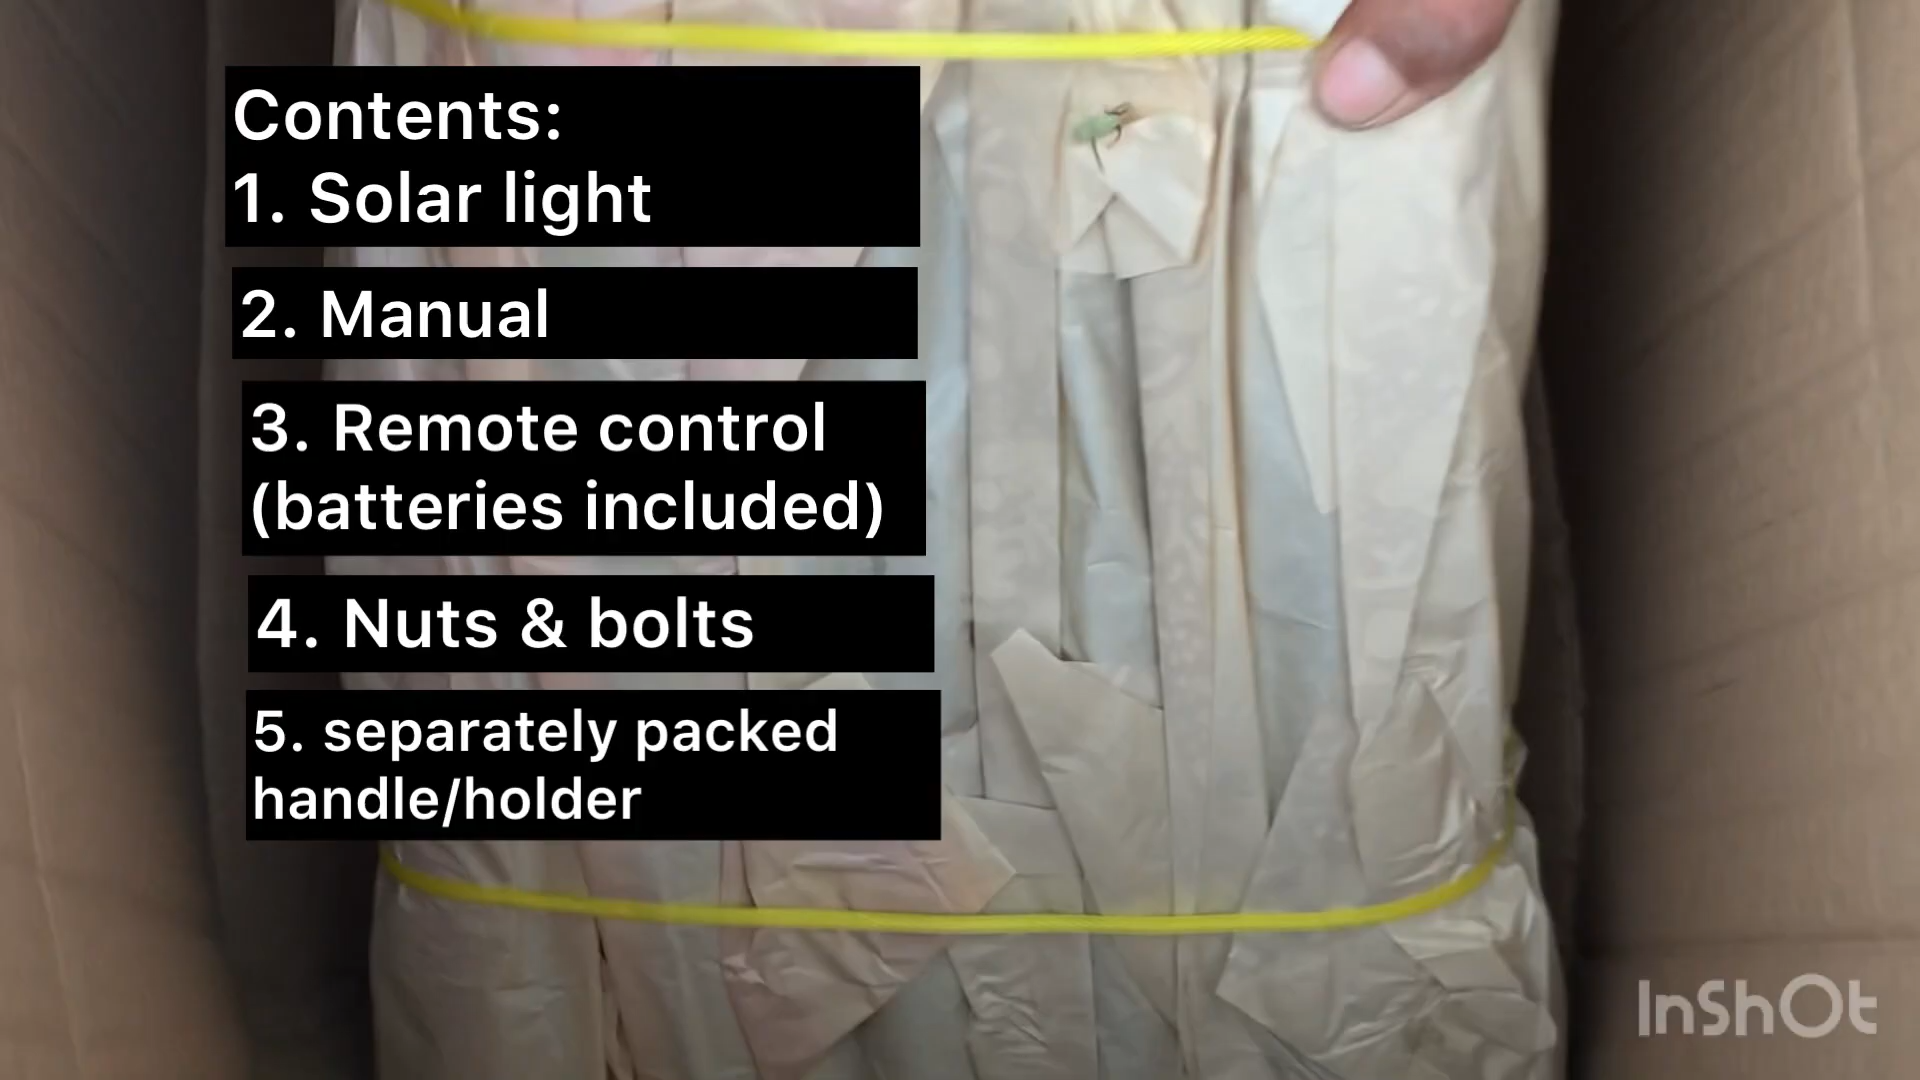 Contents:
1. Solar light
2. Manual
3. Remote control
(batteries included)
4. Nuts & bolts
5. separately packed
handle/holder
InShOt